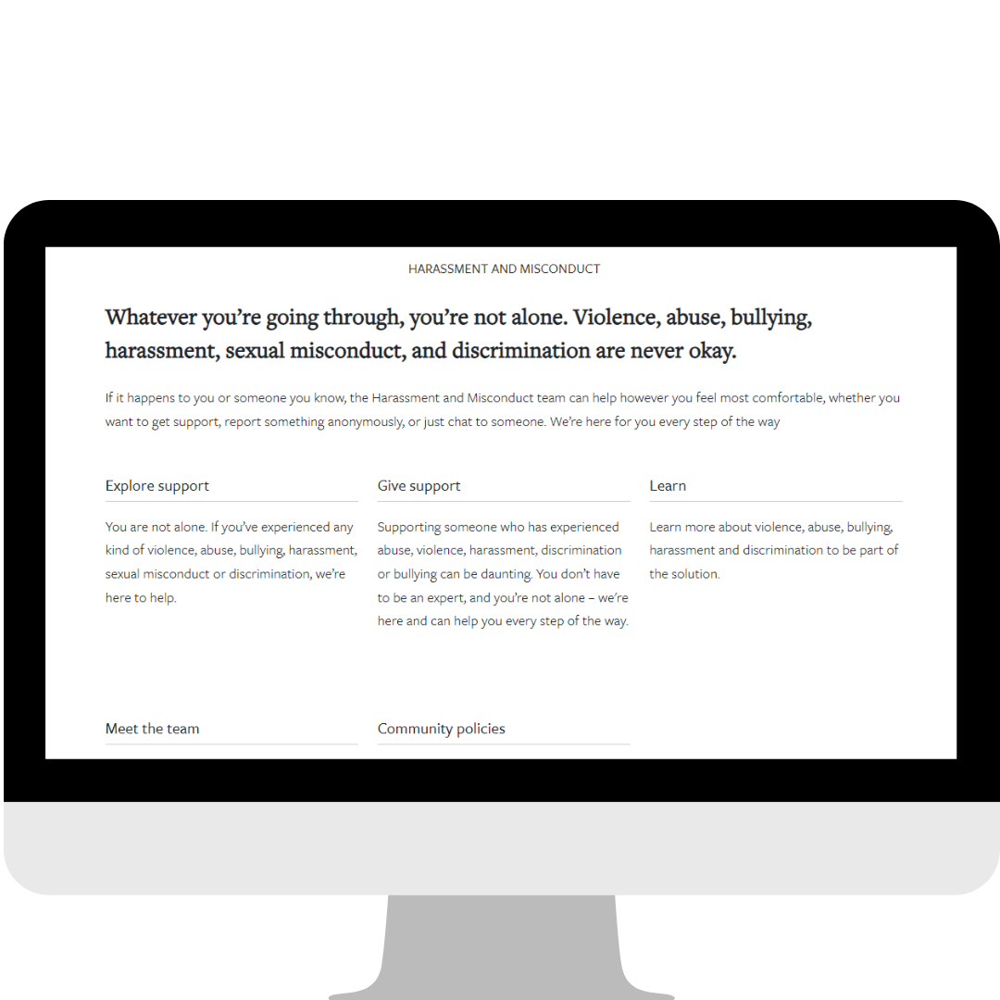 HARASSMENT AND MISCONDUCT
Whatever you’re going through, you’re not alone. Violence, abuse, bullying,
harassment, sexual misconduct, and discrimination are never okay.
If it happens to you or someone you know, the Harassment and Misconduct team can help however you feel most comfortable, whether you
want to get support, report something anonymously, or just chat to someone. We’re here for you every step of the way
Explore support
You are not alone. If you’ve experienced any
kind of violence, abuse, bullying, harassment,
sexual misconduct or discrimination, we’re
here to help.
Give support
Supporting someone who has experienced
abuse, violence, harassment, discrimination
or bullying can be daunting. You don’t have
to be an expert, and you’re not alone – we’re
here and can help you every step of the way.
Learn
Learn more about violence, abuse, bullying,
harassment and discrimination to be part of
the solution.
Meet the team
Community policies